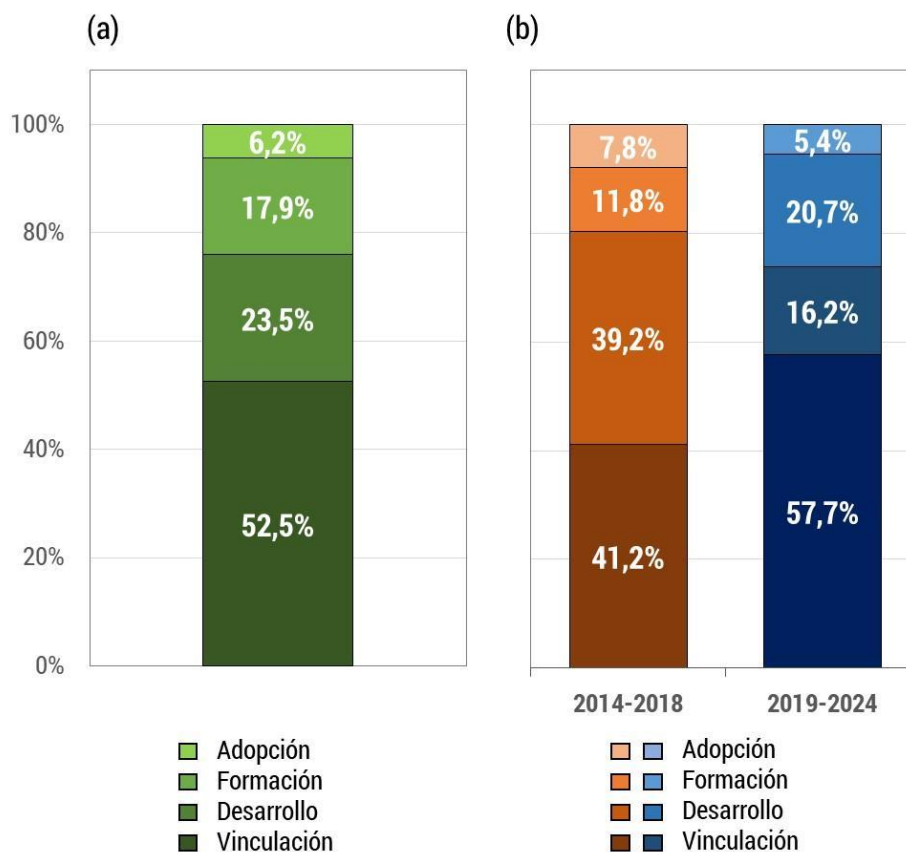 (a)
100%
80%
60%
40%
20%
0%
6,2%
17,9%
23,5%
52,5%
Adopción
Formación
Desarrollo
Vinculación
(b)
7,8%
11,8%
39,2%
41,2%
5,4%
20,7%
16,2%
57,7%
2014-2018
2019-2024
Adopción
Formación
Desarrollo
Vinculación